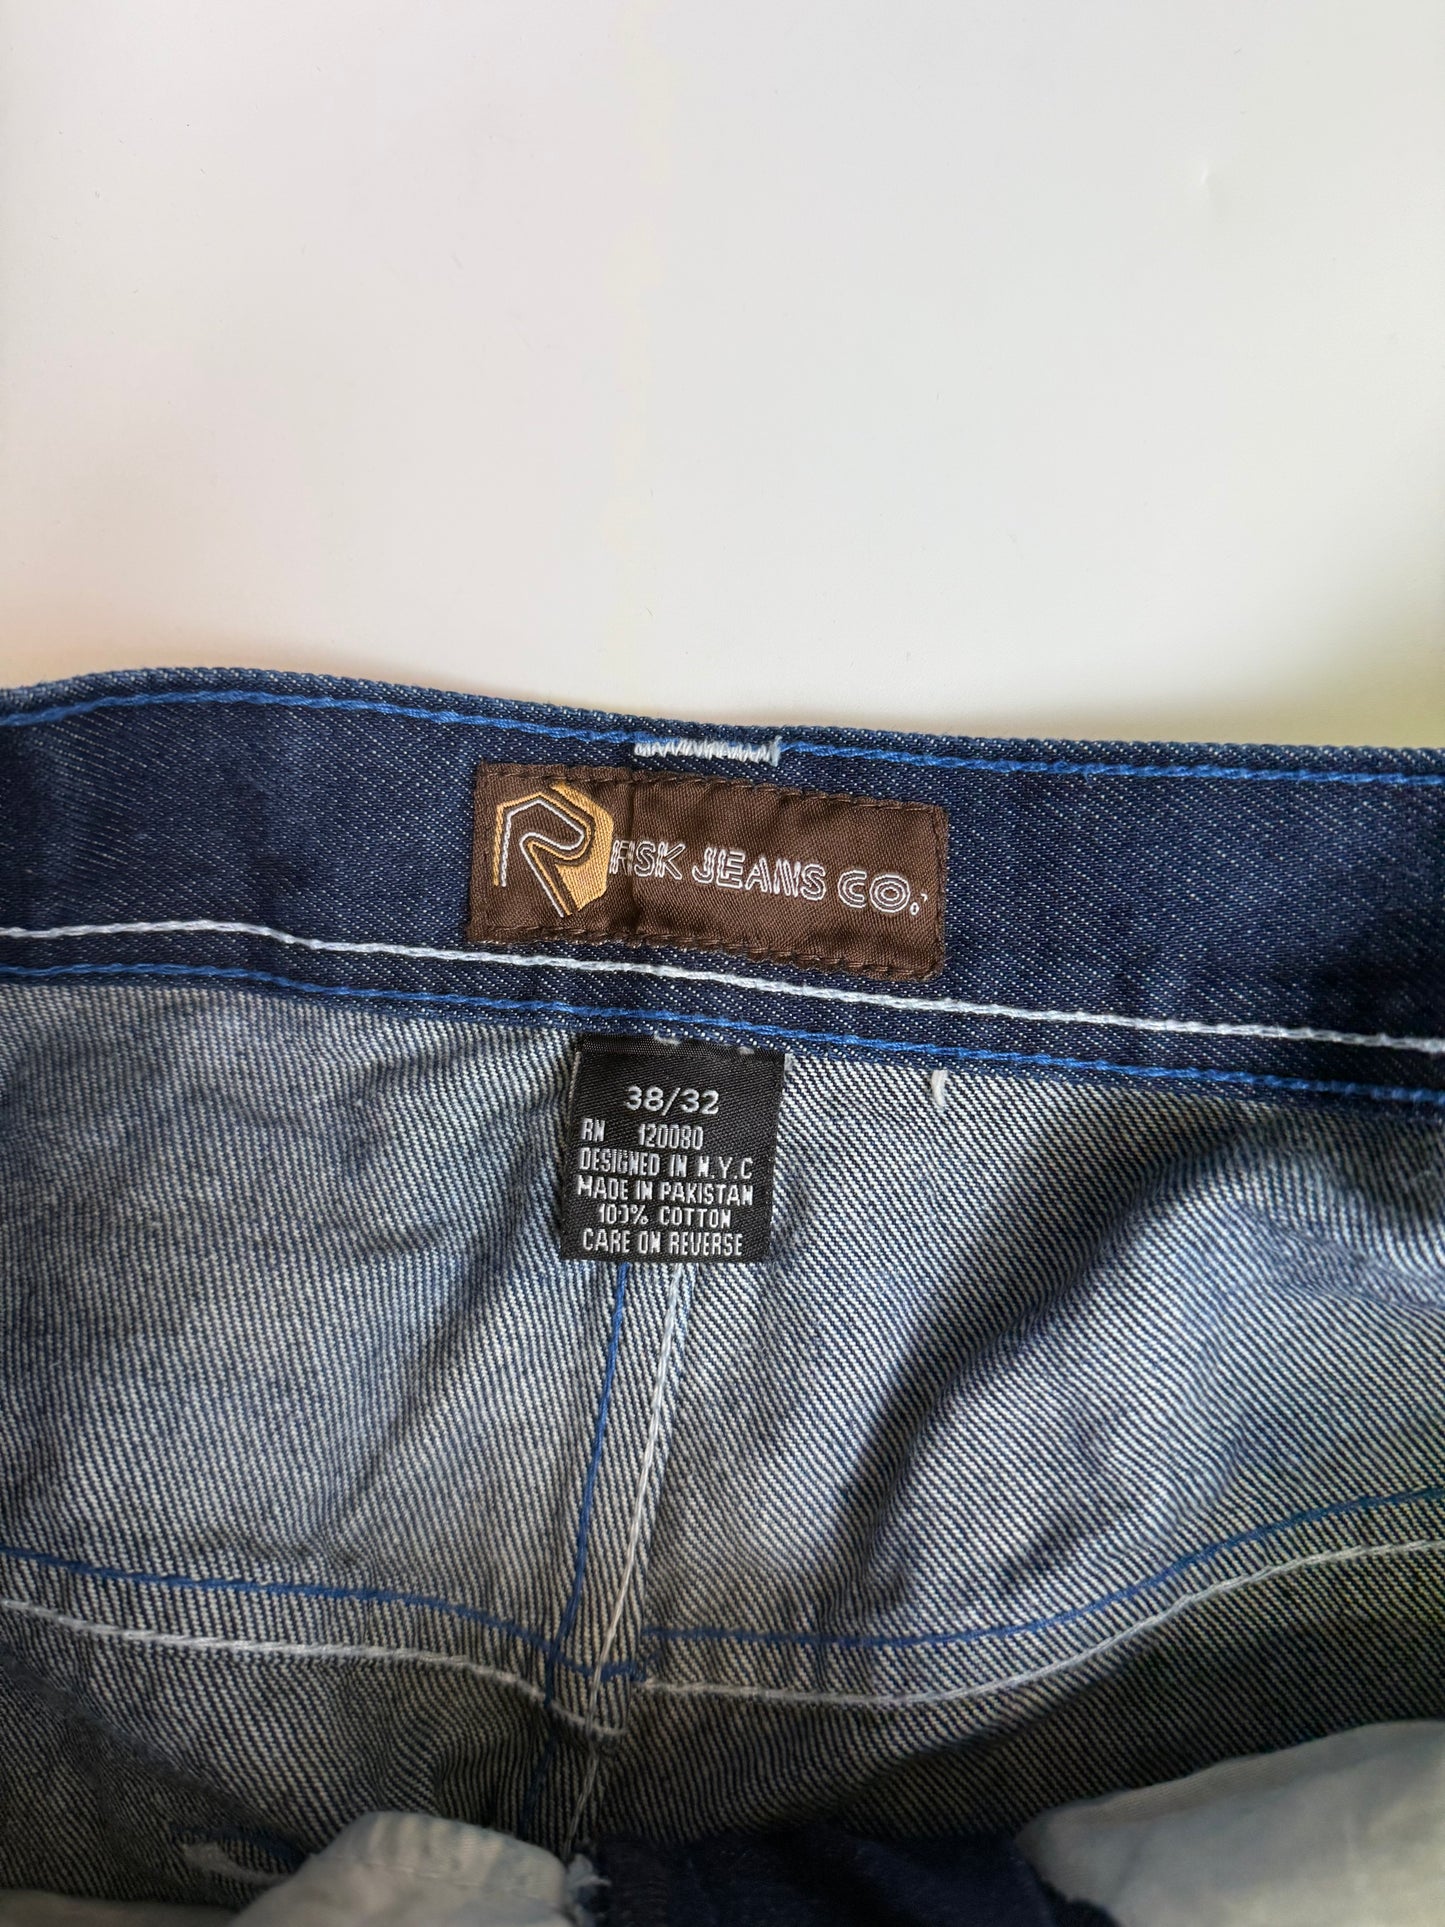 R RSK JEANS CO.
38/32
RN 120080
DESIGNED IN N.Y.C
MADE IN PAKISTAN
100% COTTON
CARE ON REVERSE